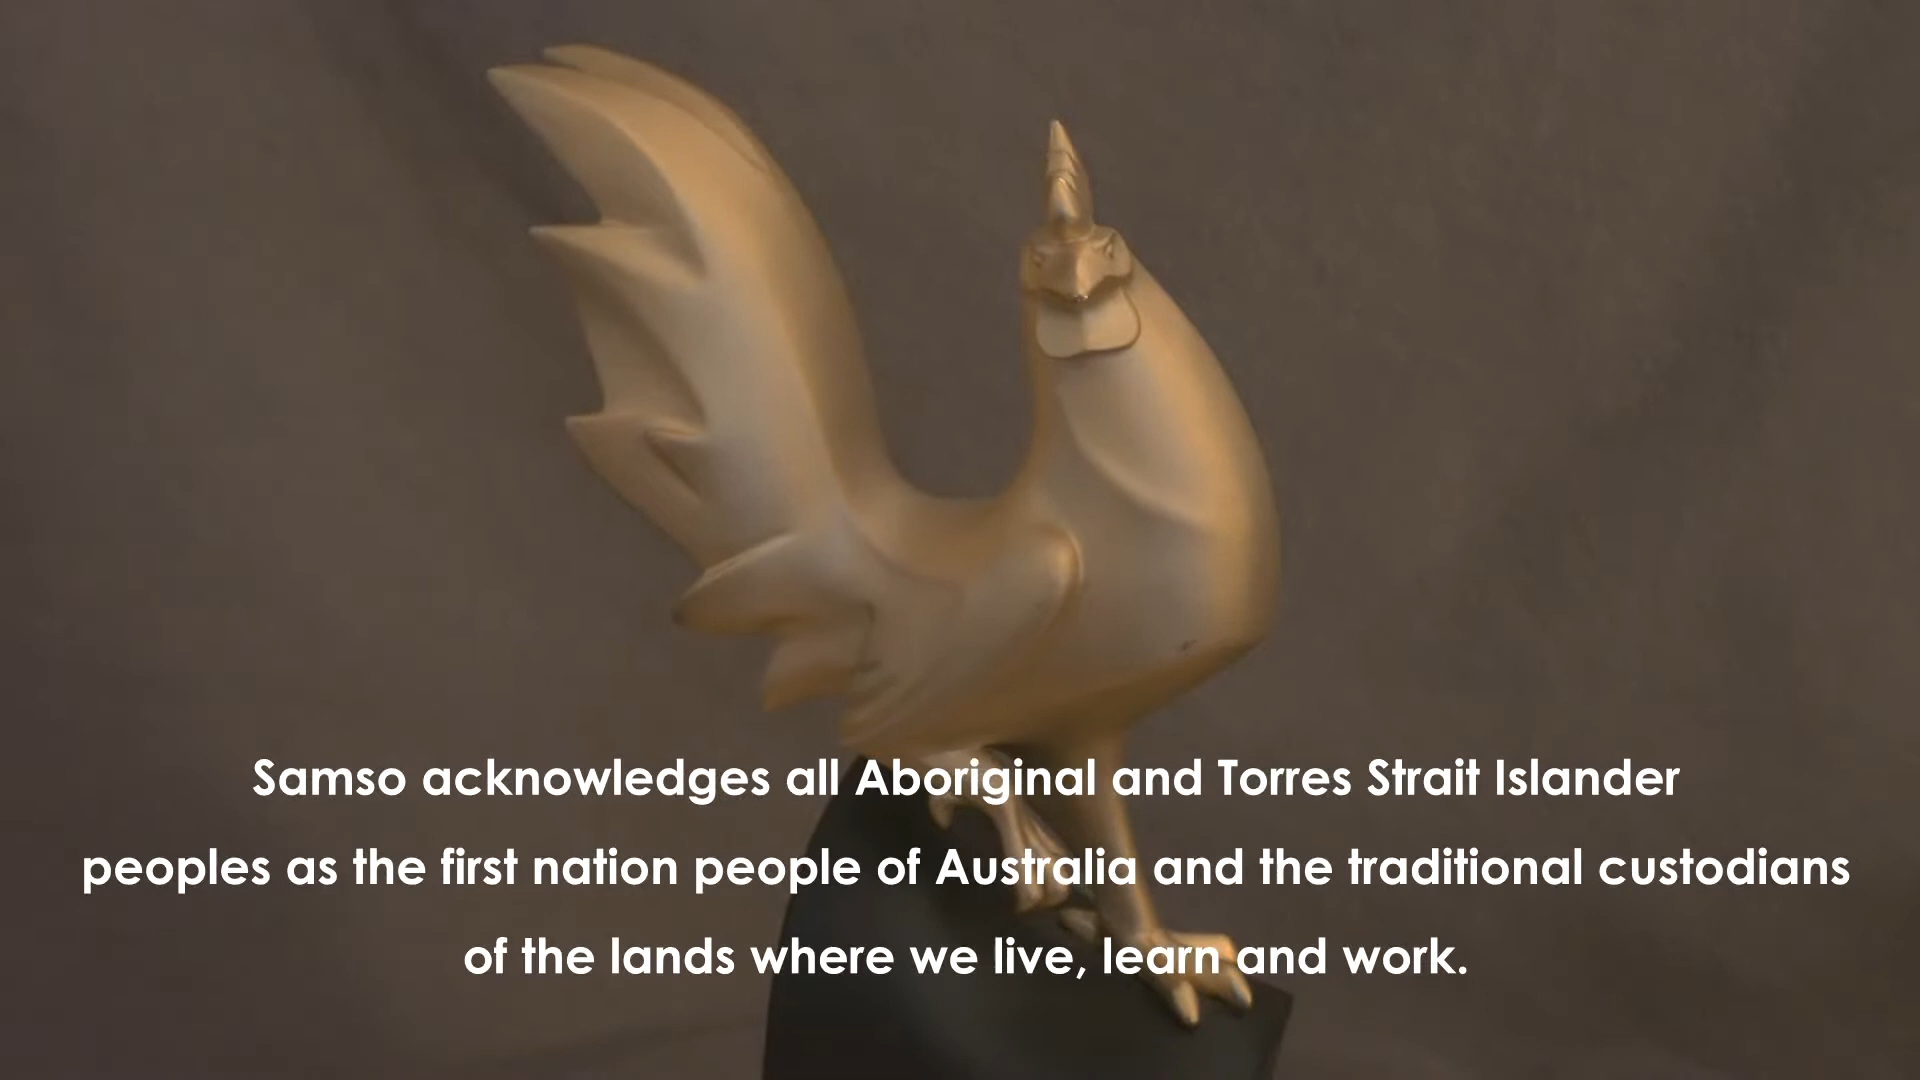 Samso acknowledges all Aboriginal and Torres Strait Islander
peoples as the first nation people of Australia and the traditional custodians
of the lands where we live, learn and work.